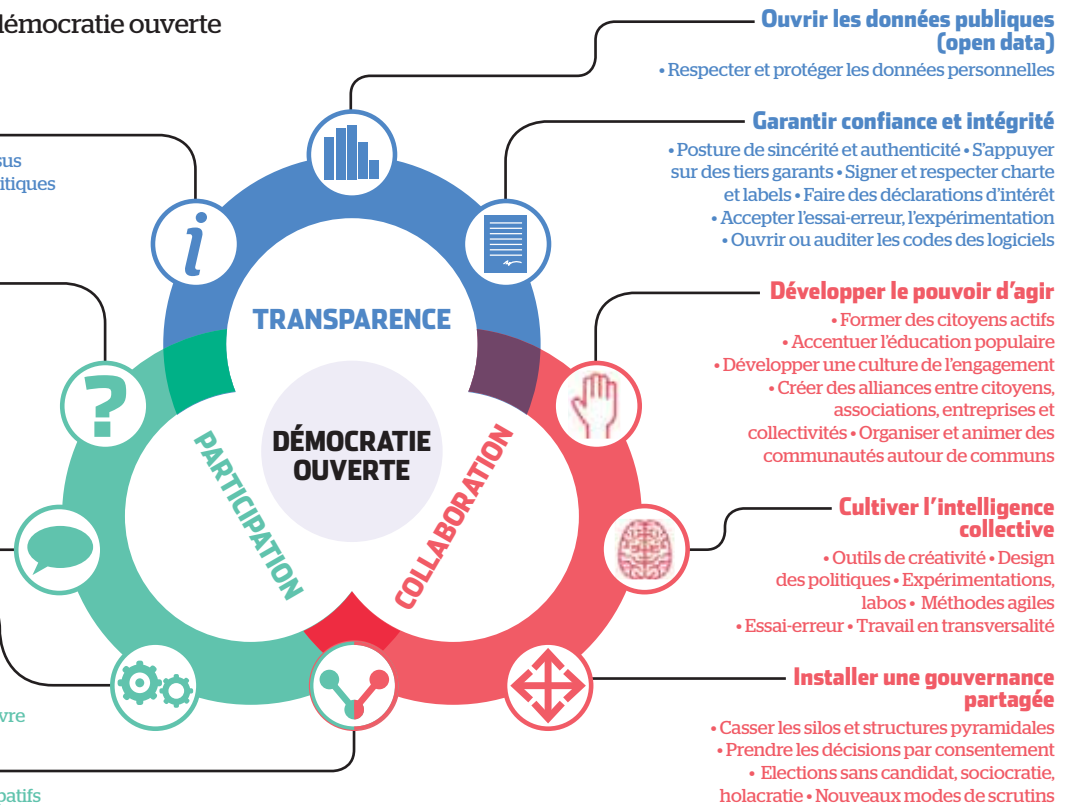 démocratie ouverte
Ouvrir les données publiques
(open data)
• Respecter et protéger les données personnelles
Garantir confiance et intégrité
• Posture de sincérité et authenticité • S'appuyer
sur des tiers garants • Signer et respecter charte
et labels • Faire des déclarations d'intérêt
• Accepter l'essai-erreur, l'expérimentation
• Ouvrir ou auditer les codes des logiciels
Développer le pouvoir d'agir
• Former des citoyens actifs
• Accentuer l'éducation populaire
• Développer une culture de l'engagement
• Créer des alliances entre citoyens,
associations, entreprises et
collectivités • Organiser et animer des
communautés autour de communs
Cultiver l'intelligence
collective
• Outils de créativité • Design
des politiques • Expérimentations,
labos • Méthodes agiles
• Essai-erreur • Travail en transversalité
Installer une gouvernance
partagée
• Casser les silos et structures pyramidales
• Prendre les décisions par consentement
• Elections sans candidat, sociocratie,
holacratie • Nouveaux modes de scrutins
sus
itiques
vre
patifs
i
?
TRANSPARENCE
DÉMOCRATIE
OUVERTE
PARTICIPATION
COLLABORATION